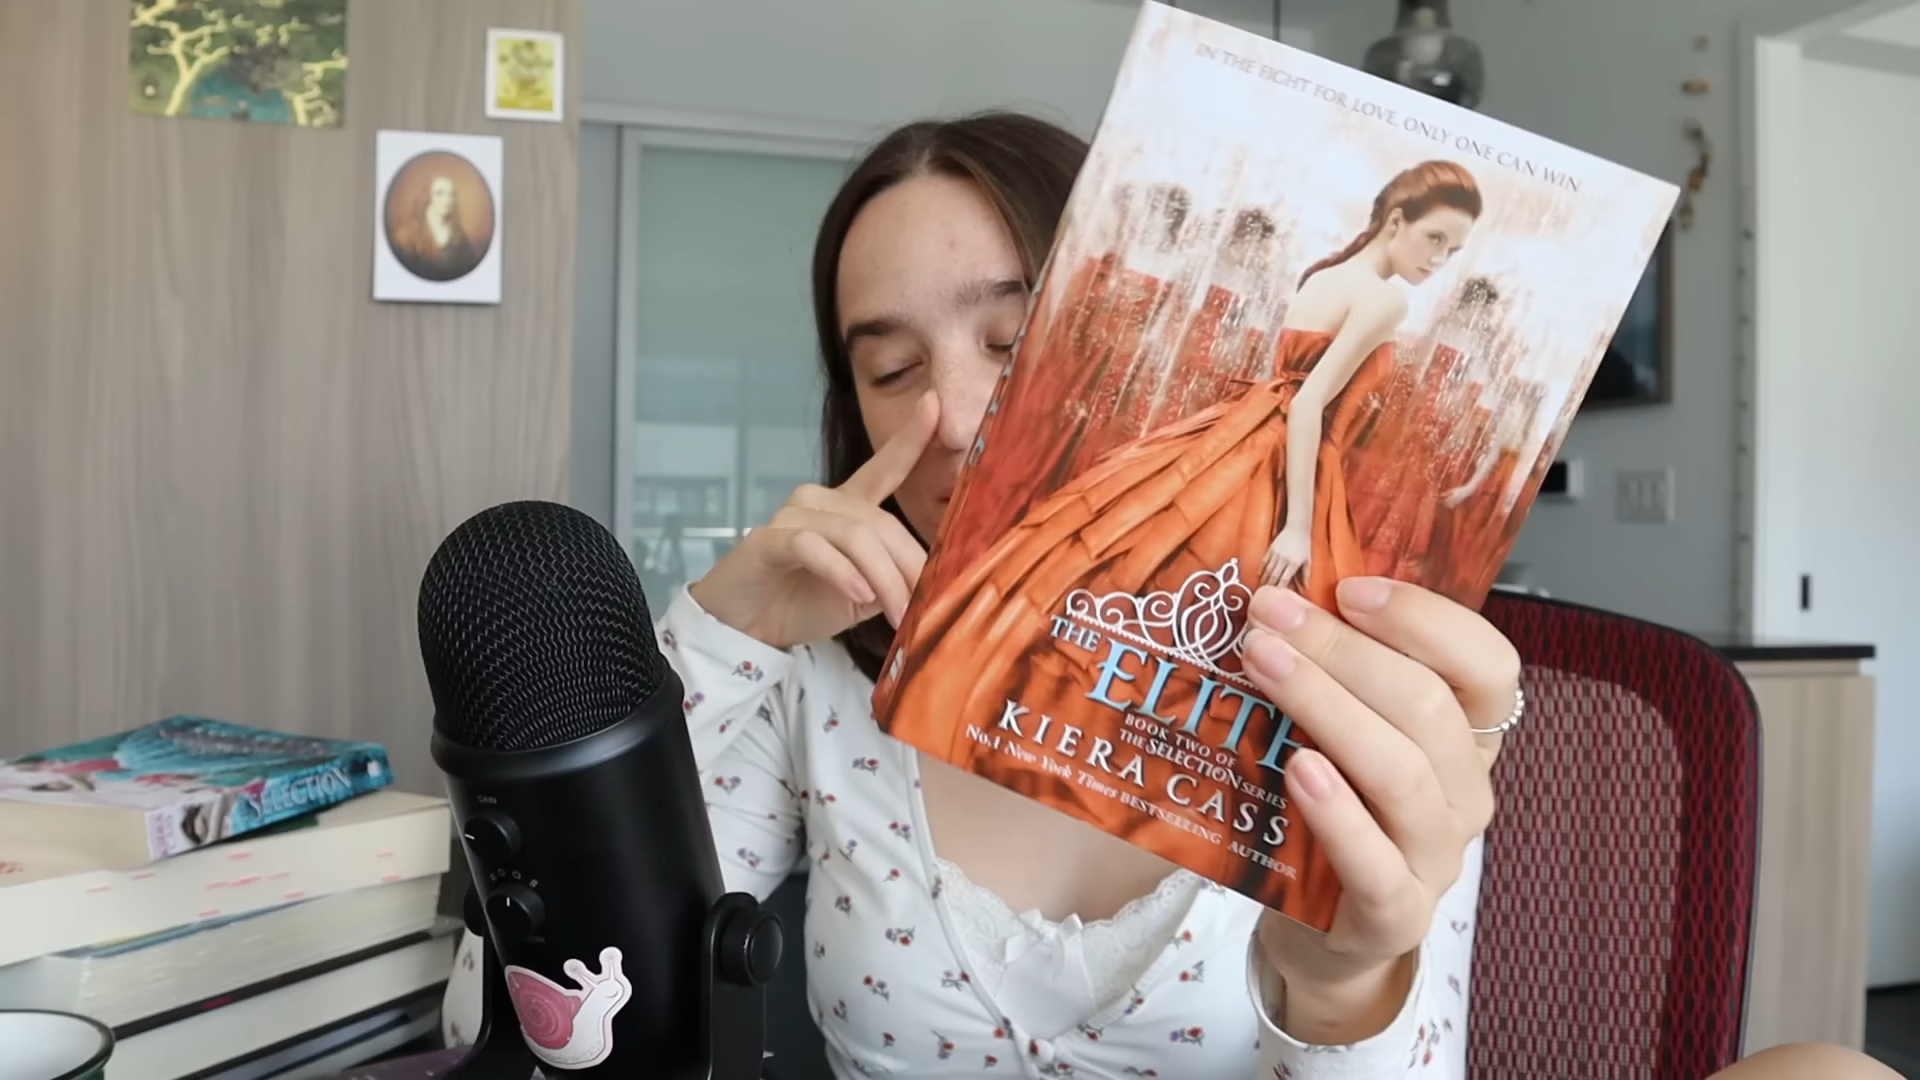 IN THE FIGHT FOR LOVE, ONLY ONE CAN WIN
THE
ELITE
BOOK TWO OF
THE SELECTION SERIES
KIERA CASS
No.1 New York Times BESTSELLING AUTHOR
SELECTION
GAIN